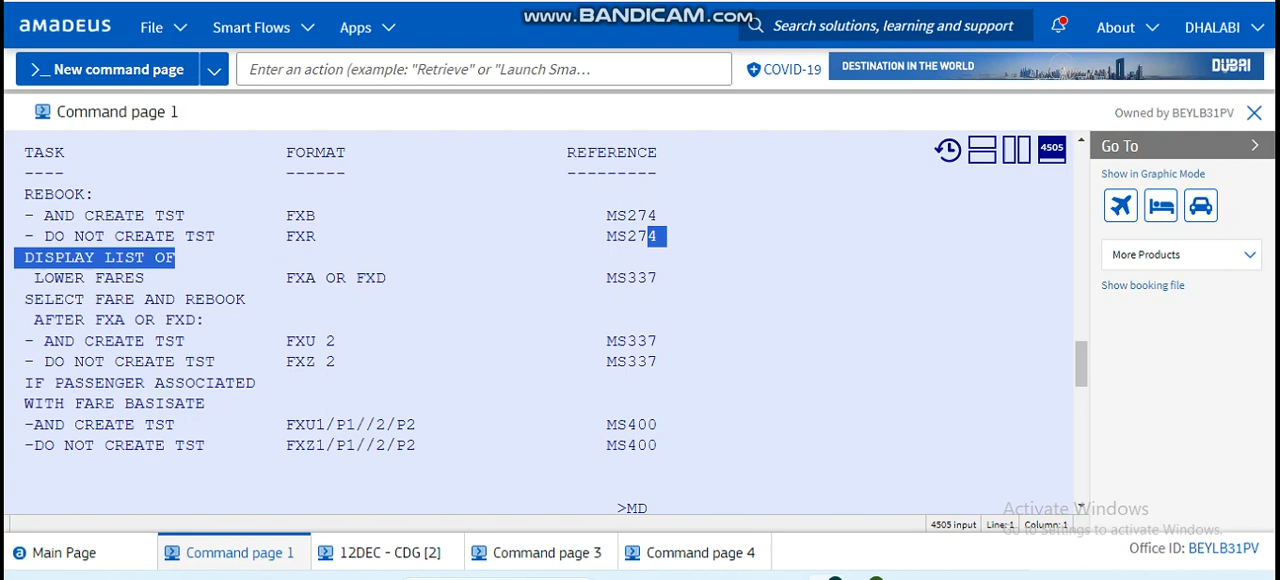 www.BANDICAM.com
aMaDEUS File Smart Flows Apps Search solutions, learning and support About DHALABI
>_ New command page Enter an action (example: "Retrieve" or "Launch Sma... COVID-19 DESTINATION IN THE WORLD DUBAI
Command page 1 Owned by BEYLB31PV
TASK FORMAT REFERENCE 4505 Go To
---- ------ ---------
Show in Graphic Mode
REBOOK:
- AND CREATE TST FXB MS274
- DO NOT CREATE TST FXR MS274
DISPLAY LIST OF More Products
LOWER FARES FXA OR FXD MS337 Show booking file
SELECT FARE AND REBOOK
AFTER FXA OR FXD:
- AND CREATE TST FXU 2 MS337
- DO NOT CREATE TST FXZ 2 MS337
IF PASSENGER ASSOCIATED
WITH FARE BASISATE
-AND CREATE TST FXU1/P1//2/P2 MS400
-DO NOT CREATE TST FXZ1/P1//2/P2 MS400
>MD
Activate Windows
Go to Settings to activate Windows.
4505 input Line: 1 Column: 1
Main Page Command page 1 12DEC - CDG [2] Command page 3 Command page 4 Office ID: BEYLB31PV